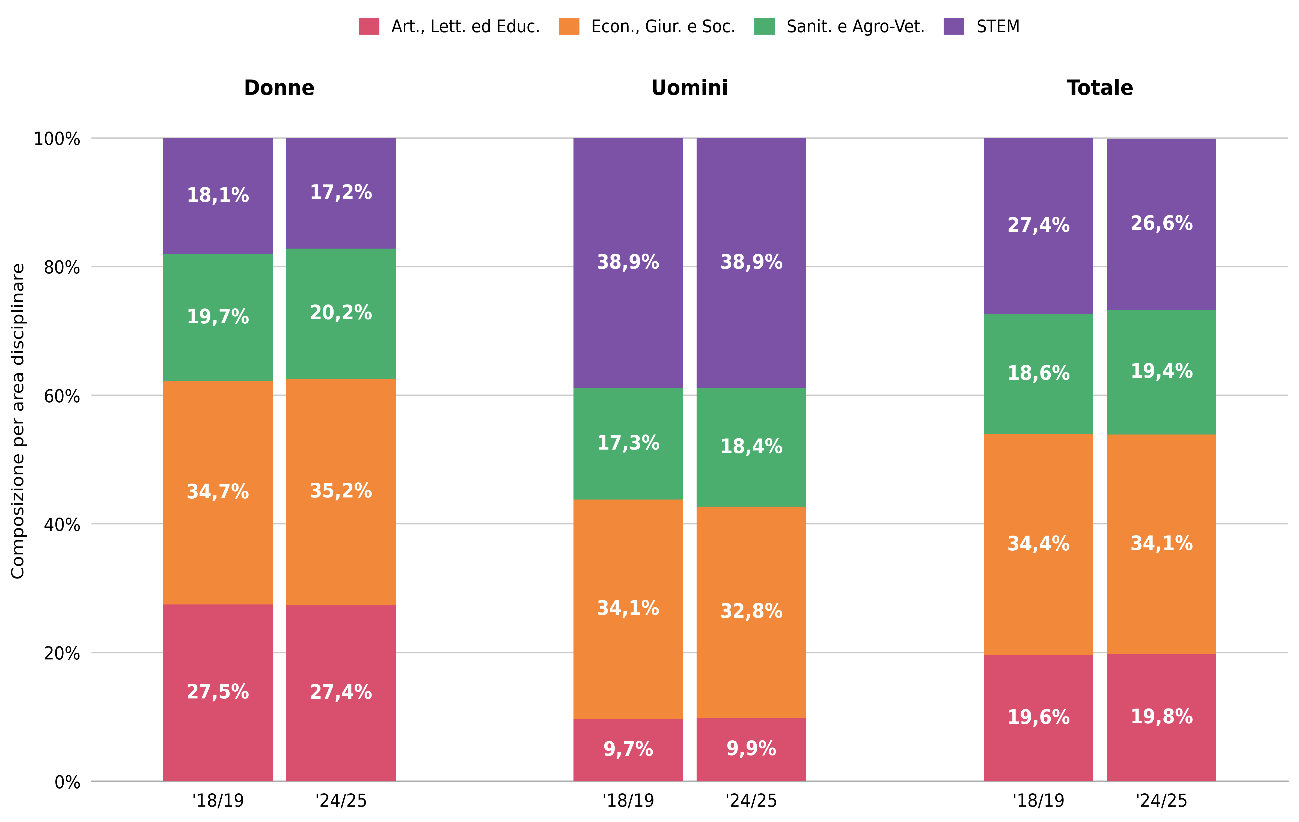 Art., Lett. ed Educ. Econ., Giur. e Soc. Sanit. e Agro-Vet. STEM
Donne Uomini Totale
Composizione per area disciplinare
100%
80%
60%
40%
20%
0%
18,1% 17,2% 38,9% 38,9% 27,4% 26,6%
19,7% 20,2% 17,3% 18,4% 18,6% 19,4%
34,7% 35,2% 34,1% 32,8% 34,4% 34,1%
27,5% 27,4% 9,7% 9,9% 19,6% 19,8%
'18/19 '24/25 '18/19 '24/25 '18/19 '24/25